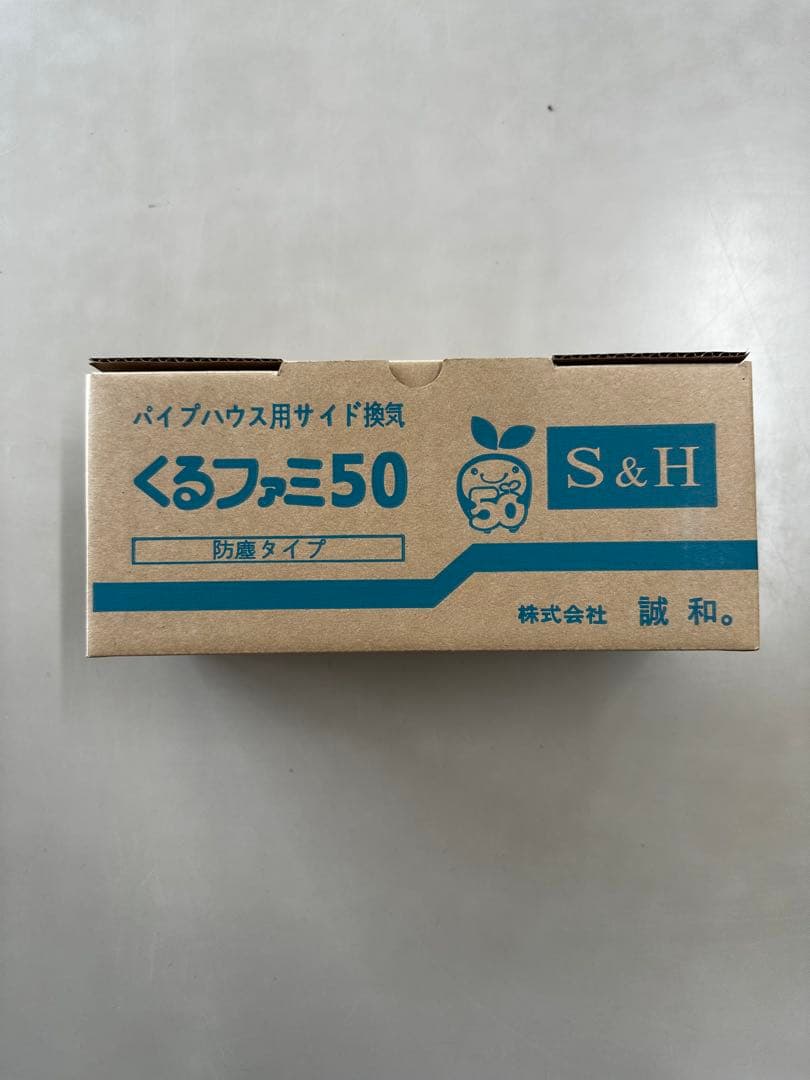 パイプハウス用サイド換気
くるファミ50
防塵タイプ
50
S&H
株式会社 誠和。